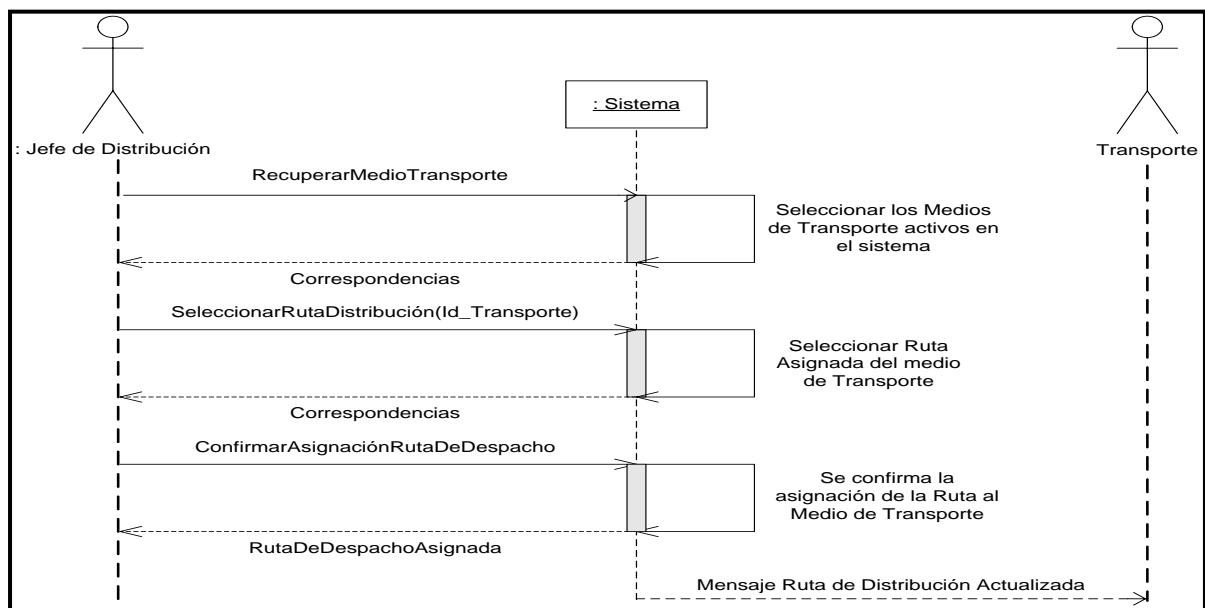 : Sistema
: Jefe de Distribución
Transporte
RecuperarMedioTransporte
Seleccionar los Medios
de Transporte activos en
el sistema
Correspondencias
SeleccionarRutaDistribución(Id_Transporte)
Seleccionar Ruta
Asignada del medio
de Transporte
Correspondencias
ConfirmarAsignaciónRutaDeDespacho
Se confirma la
asignación de la Ruta al
Medio de Transporte
RutaDeDespachoAsignada
Mensaje Ruta de Distribución Actualizada